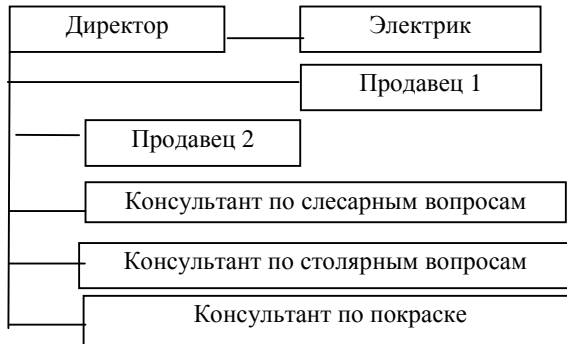 Директор
Электрик
Продавец 1
Продавец 2
Консультант по слесарным вопросам
Консультант по столярным вопросам
Консультант по покраске